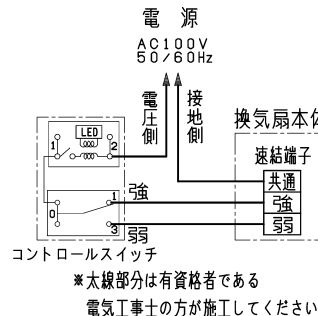 電 源
AC100V
50/60Hz
電圧側
接地側
換気扇本体
速結端子
共通
強
弱
LED
1
2
強
0
1
3
弱
コントロールスイッチ
※太線部分は有資格者である
電気工事士の方が施工してください